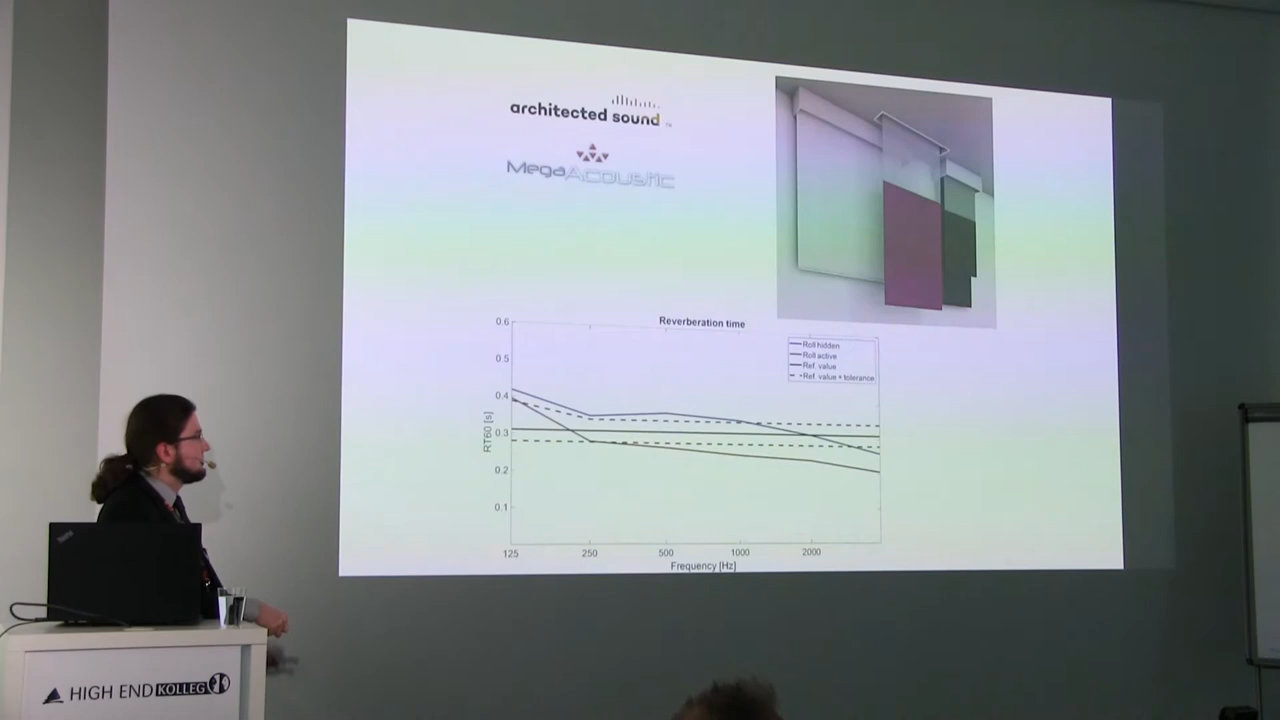 architected sound
MegaAcoustic
Reverberation time
Roll hidden
Roll active
Ref. value
Ref. value + tolerance
RT60 [s]
0.6
0.5
0.4
0.3
0.2
0.1
125 250 500 1000 2000
Frequency [Hz]
ThinkPad
HIGH END KOLLEG